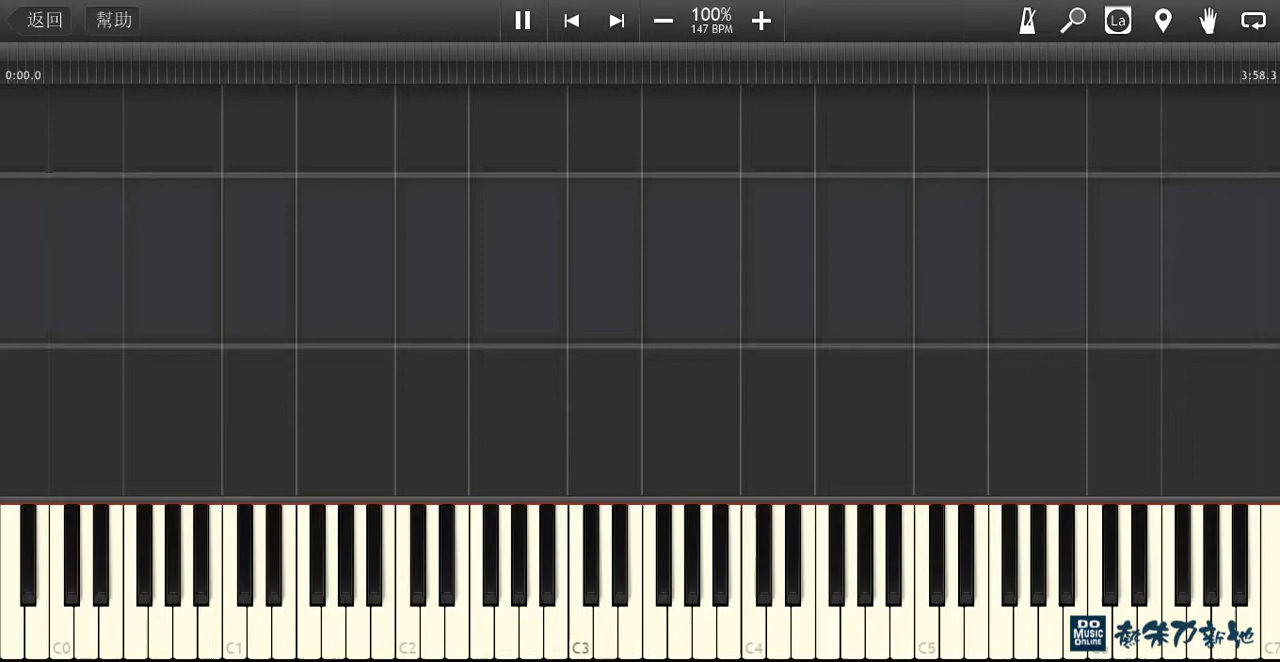 返回 幫助 100% La
147 BPM
0:00.0 3:58.3
C0 C1 C2 C3 C4 C5 C7
DO
MUSIC
ONLINE